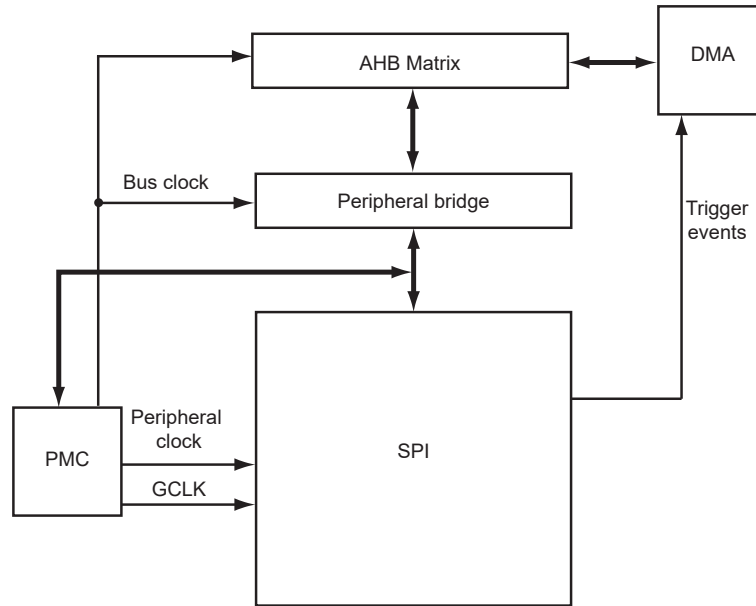 AHB Matrix
DMA
Bus clock
Peripheral bridge
Trigger
events
Peripheral
clock
PMC
SPI
GCLK